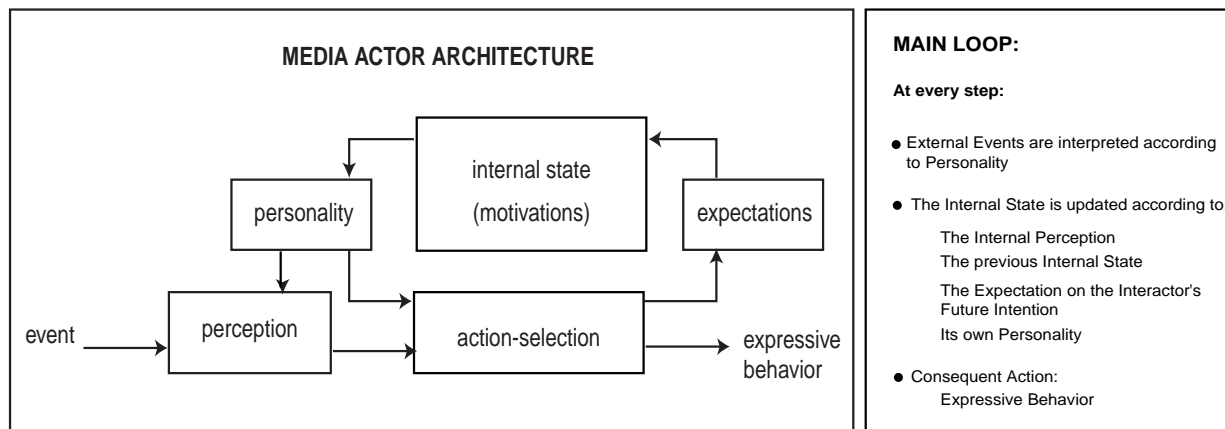 MEDIA ACTOR ARCHITECTURE
internal state
(motivations)
personality
expectations
perception
action-selection
event
expressive
behavior
MAIN LOOP:
At every step:
● External Events are interpreted according
to Personality
● The Internal State is updated according to
The Internal Perception
The previous Internal State
The Expectation on the Interactor's
Future Intention
Its own Personality
● Consequent Action:
Expressive Behavior